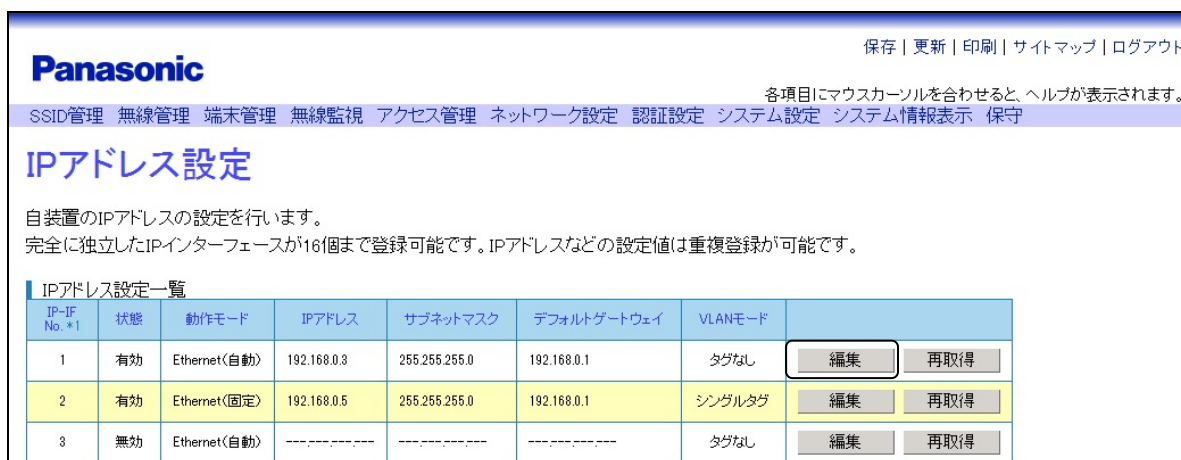 保存 | 更新 | 印刷 | サイトマップ | ログアウト
Panasonic
各項目にマウスカーソルを合わせると、ヘルプが表示されます。
SSID管理 無線管理 端末管理 無線監視 アクセス管理 ネットワーク設定 認証設定 システム設定 システム情報表示 保守
IPアドレス設定
自装置のIPアドレスの設定を行います。
完全に独立したIPインターフェースが16個まで登録可能です。IPアドレスなどの設定値は重複登録が可能です。
IPアドレス設定一覧
IP-IF No.*1 状態 動作モード IPアドレス サブネットマスク デフォルトゲートウェイ VLANモード
1 有効 Ethernet(自動) 192.168.0.3 255.255.255.0 192.168.0.1 タグなし 編集 再取得
2 有効 Ethernet(固定) 192.168.0.5 255.255.255.0 192.168.0.1 シングルタグ 編集 再取得
3 無効 Ethernet(自動) ---.---.---.--- ---.---.---.--- ---.---.---.--- タグなし 編集 再取得